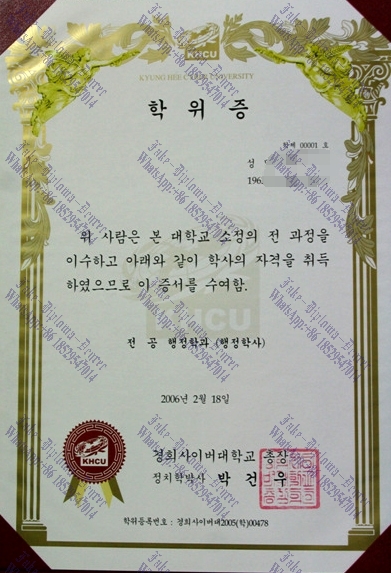 KHCU
KYUNG HEE CYBER UNIVERSITY
학 위 증
학제 00001 호
성
196
위 사람은 본 대학교 소정의 전 과정을
이수하고 아래와 같이 학사의 자격을 취득
하였으므로 이 증서를 수여함.
KHCU
전 공 행정학과 (행정학사)
2006년 2월 18일
경희사이버대학교 총장
정치학박사 박 건 우
KHCU
학위등록번호 : 경희사이버대2005(학)00478
Fake-Diploma-Buyer
WhatsApp:+86 18529547014